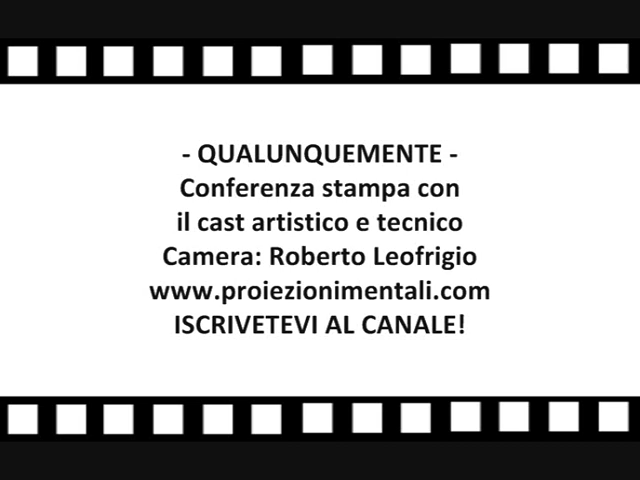 - QUALUNQUEMENTE -
Conferenza stampa con
il cast artistico e tecnico
Camera: Roberto Leofrigio
www.proiezionimentali.com
ISCRIVETEVI AL CANALE!